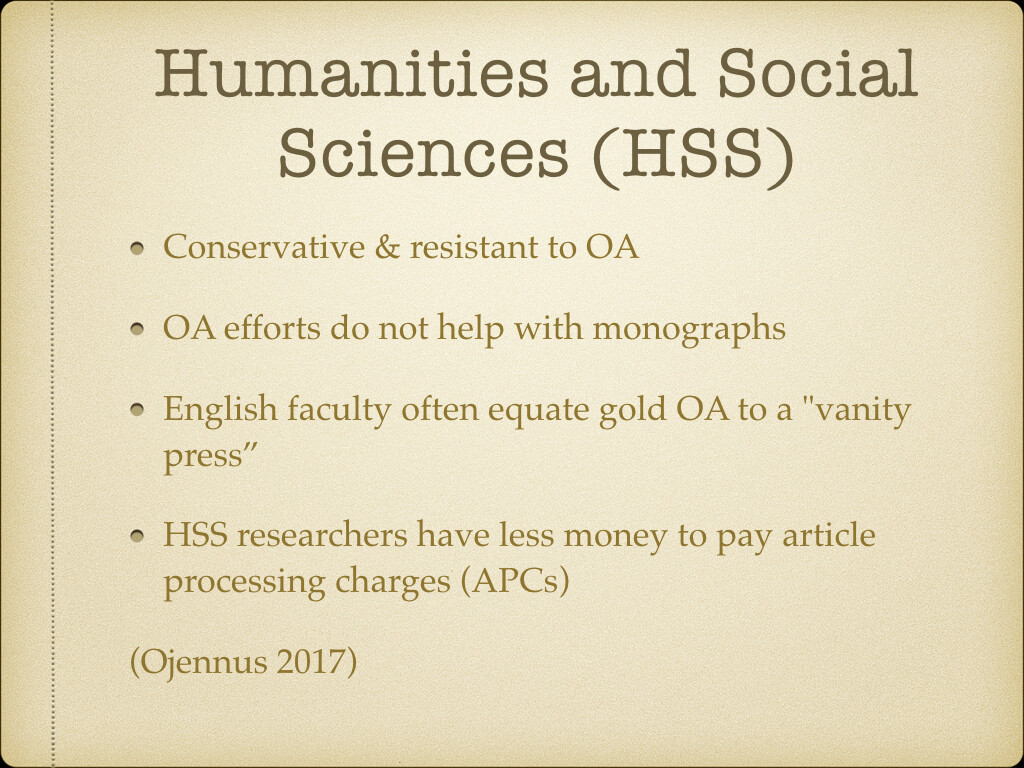 Humanities and Social
Sciences (HSS)
Conservative & resistant to OA
OA efforts do not help with monographs
English faculty often equate gold OA to a "vanity
press”
HSS researchers have less money to pay article
processing charges (APCs)
(Ojennus 2017)